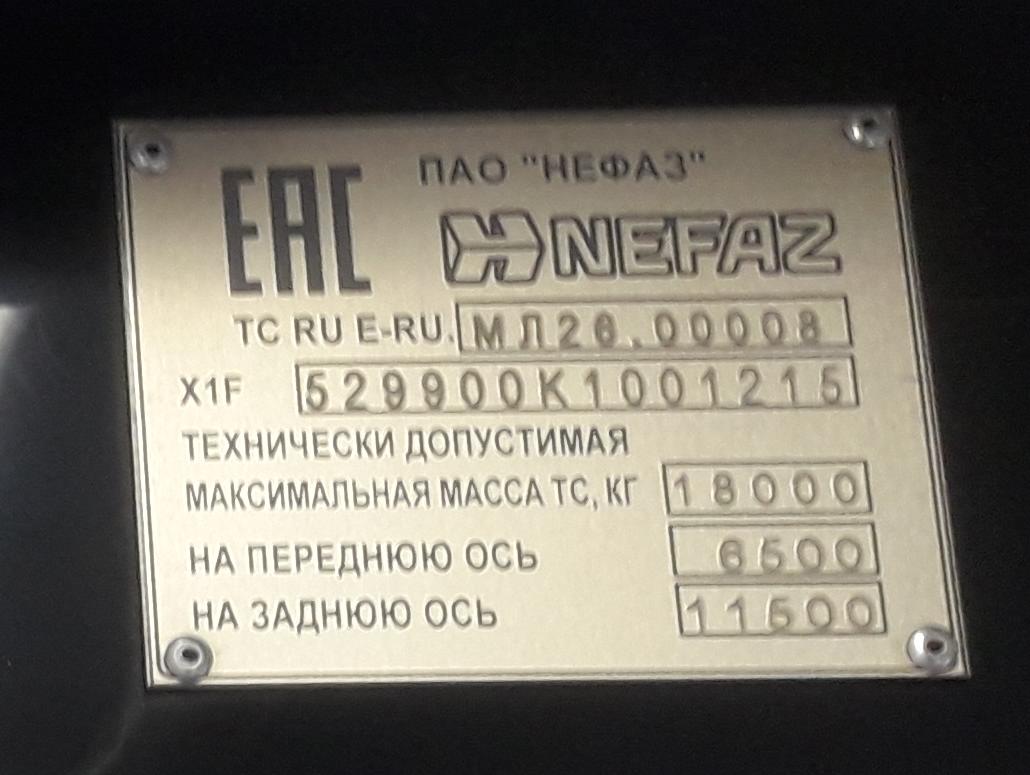 EAC
ПАО "НЕФАЗ"
NEFAZ
ТС RU E-RU. МЛ26.00008
X1F 529900K1001215
ТЕХНИЧЕСКИ ДОПУСТИМАЯ
МАКСИМАЛЬНАЯ МАССА ТС, КГ 18000
НА ПЕРЕДНЮЮ ОСЬ 6500
НА ЗАДНЮЮ ОСЬ 11500